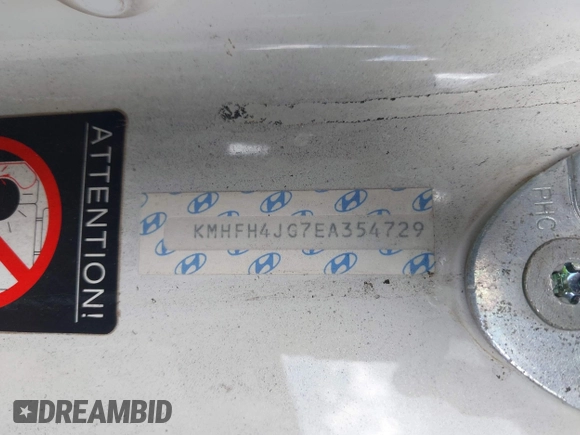 ATTENTION!
KMHFH4JG7EA354729
PHC
DREAMBID